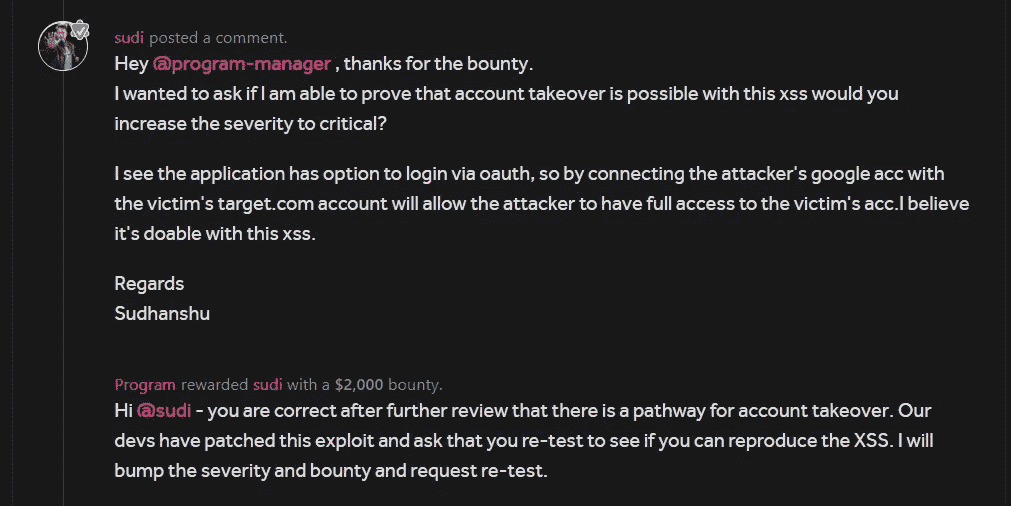 sudi posted a comment.
Hey @program-manager , thanks for the bounty.
I wanted to ask if I am able to prove that account takeover is possible with this xss would you
increase the severity to critical?
I see the application has option to login via oauth, so by connecting the attacker's google acc with
the victim's target.com account will allow the attacker to have full access to the victim's acc.I believe
it's doable with this xss.
Regards
Sudhanshu
Program rewarded sudi with a $2,000 bounty.
Hi @sudi - you are correct after further review that there is a pathway for account takeover. Our
devs have patched this exploit and ask that you re-test to see if you can reproduce the XSS. I will
bump the severity and bounty and request re-test.